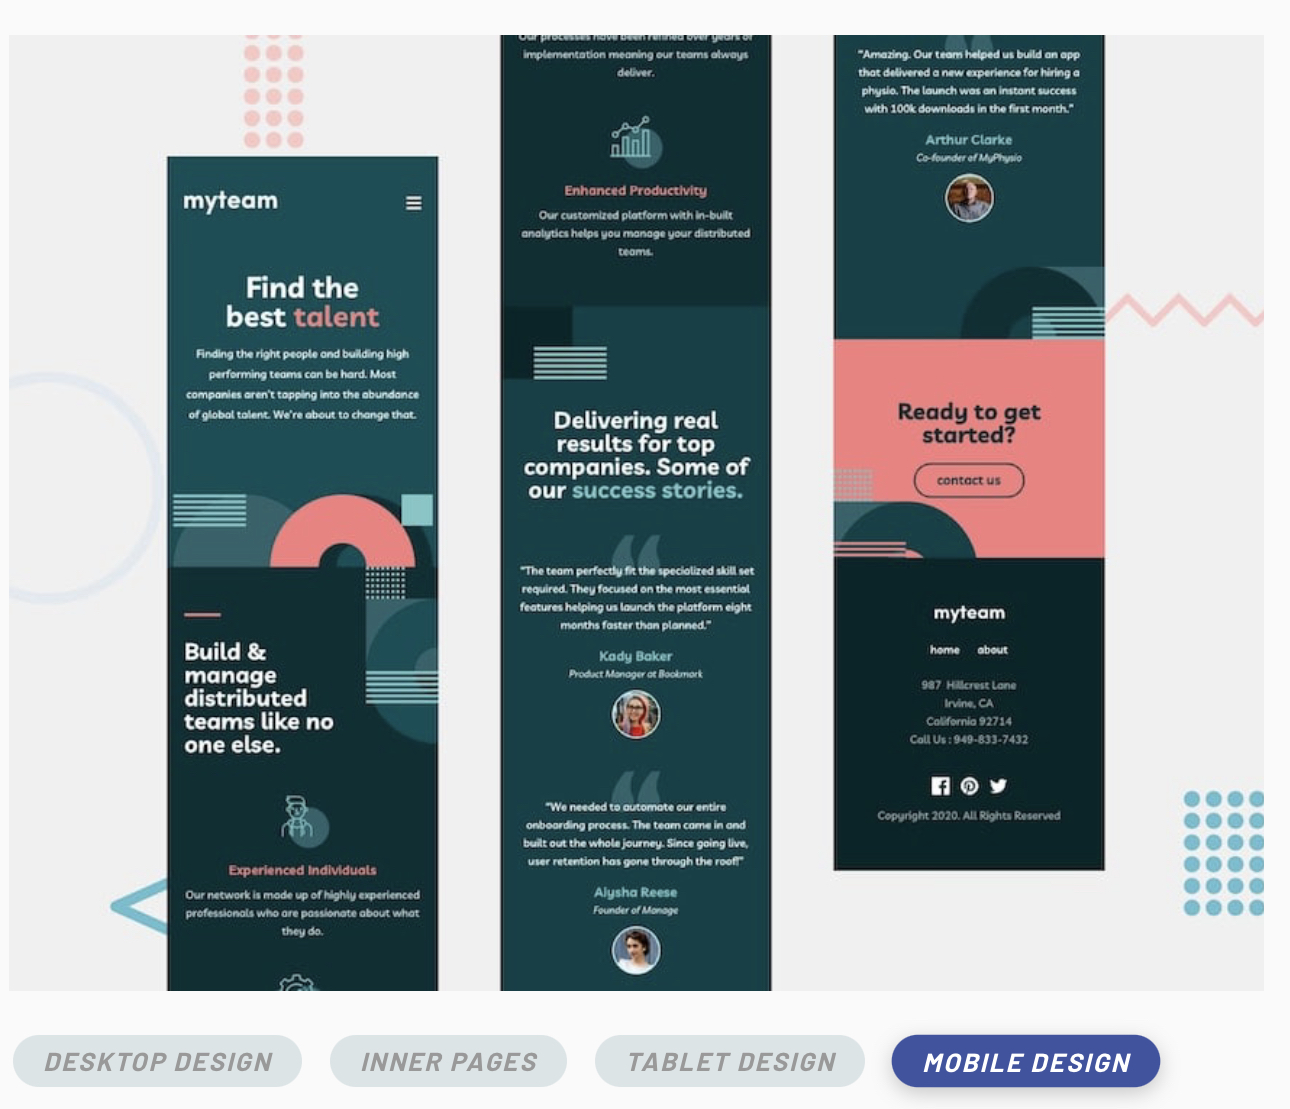 myteam
Find the
best talent
Finding the right people and building high
performing teams can be hard. Most
companies aren't tapping into the abundance
of global talent. We're about to change that.
Build &
manage
distributed
teams like no
one else.
Experienced Individuals
Our network is made up of highly experienced
professionals who are passionate about what
they do.
Our processes have been refined over years of
implementation meaning our teams always
deliver.
Enhanced Productivity
Our customized platform with in-built
analytics helps you manage your distributed
teams.
Delivering real
results for top
companies. Some of
our success stories.
"The team perfectly fit the specialized skill set
required. They focused on the most essential
features helping us launch the platform eight
months faster than planned."
Kady Baker
Product Manager at Bookmark
"We needed to automate our entire
onboarding process. The team came in and
built out the whole journey. Since going live,
user retention has gone through the roof!"
Alysha Reese
Founder of Manage
"Amazing. Our team helped us build an app
that delivered a new experience for hiring a
physio. The launch was an instant success
with 100k downloads in the first month."
Arthur Clarke
Co-founder of MyPhysio
Ready to get
started?
contact us
myteam
home about
987 Hillcrest Lane
Irvine, CA
California 92714
Call Us : 949-833-7432
Copyright 2020. All Rights Reserved
DESKTOP DESIGN
INNER PAGES
TABLET DESIGN
MOBILE DESIGN